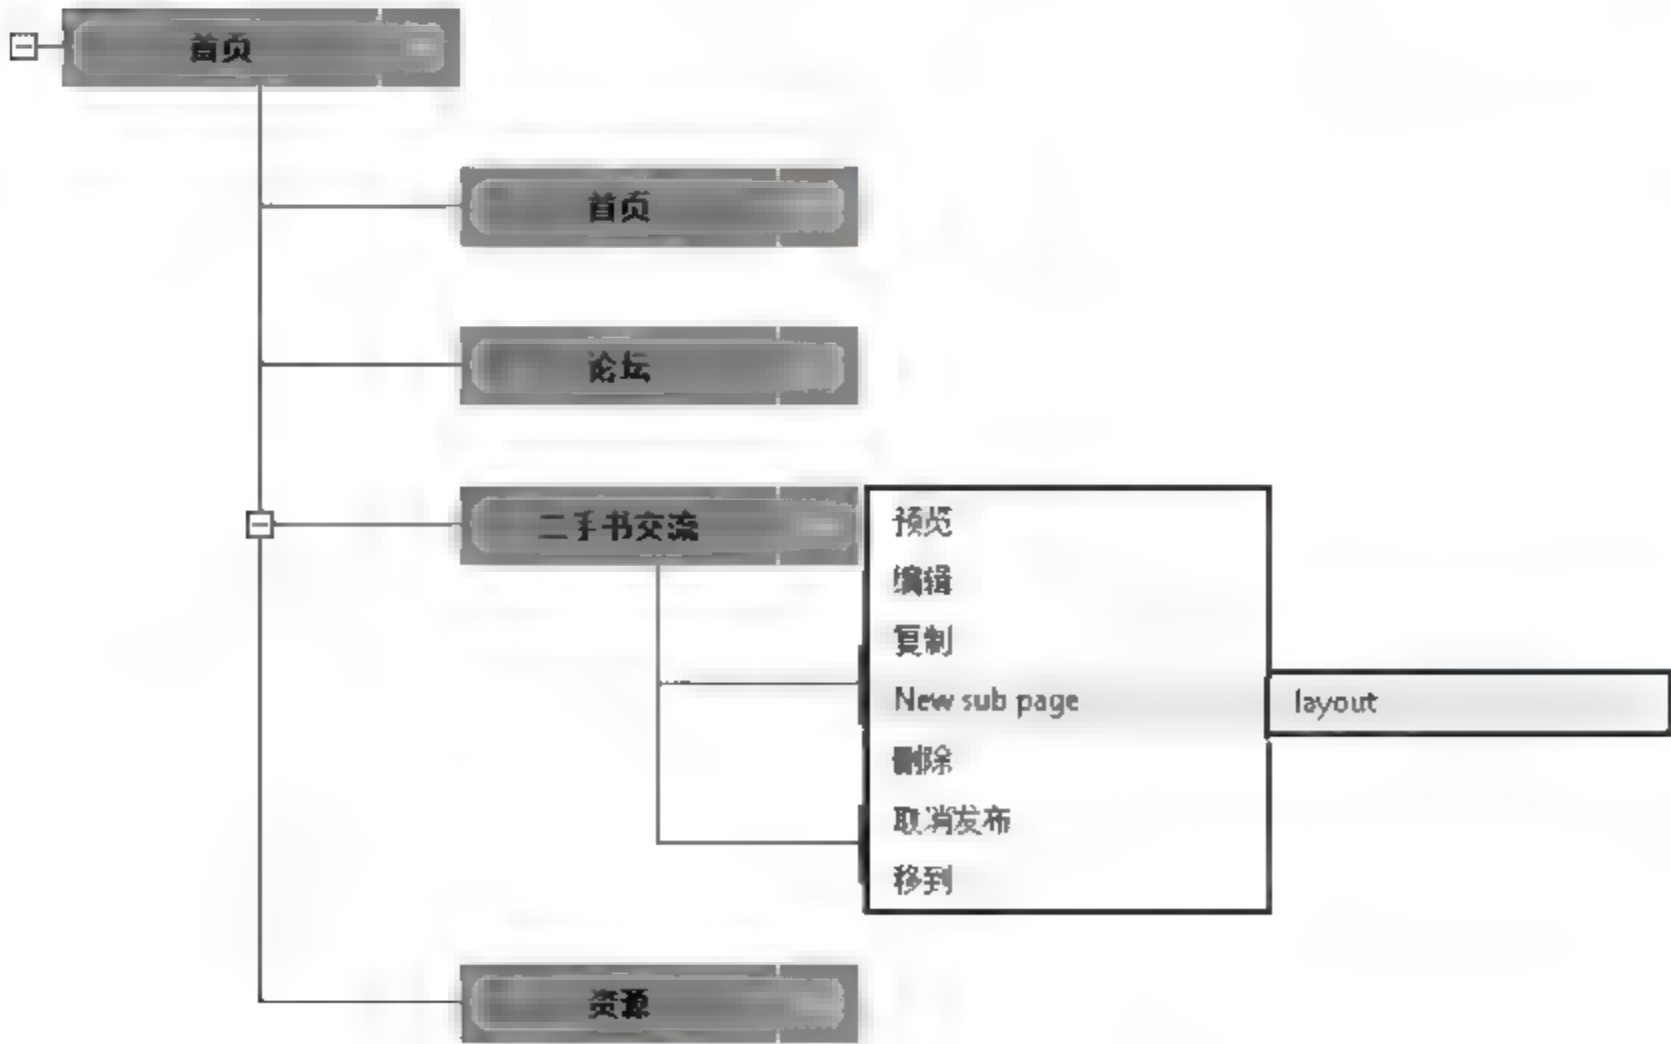 首页
首页
论坛
二手书交流
预览
编辑
复制
New sub page
layout
删除
取消发布
移到
资源